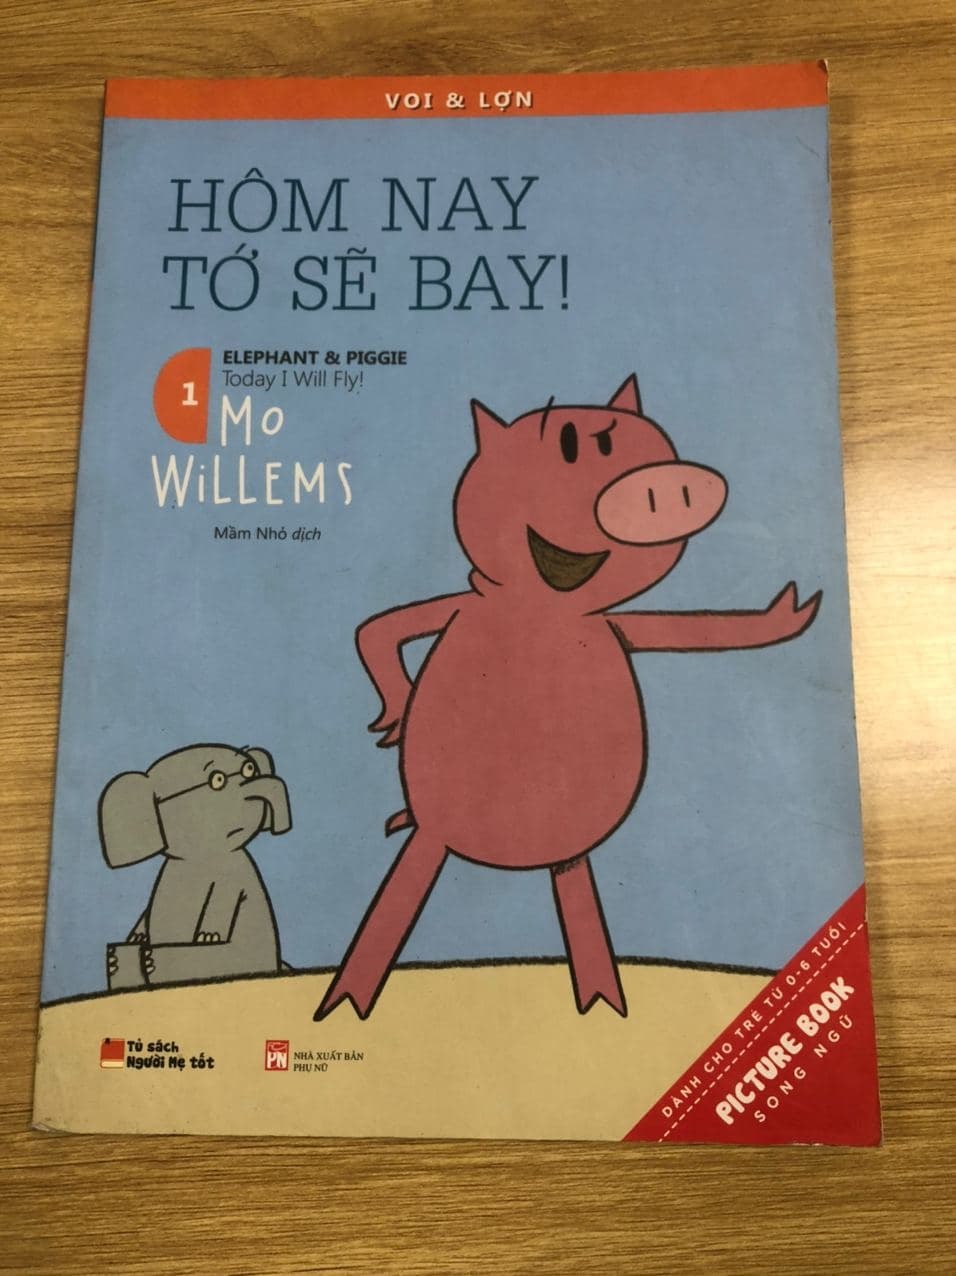 VOI & LỢN
HÔM NAY
TỚ SẼ BAY!
1
ELEPHANT & PIGGIE
Today I Will Fly!
Mo
WiLLEMS
Mầm Nhỏ dịch
Tủ sách
Người Mẹ tốt
PN
NHÀ XUẤT BẢN
PHỤ NỮ
DÀNH CHO TRẺ TỪ 0-6 TUỔI
PICTURE BOOK
SONG NGỮ